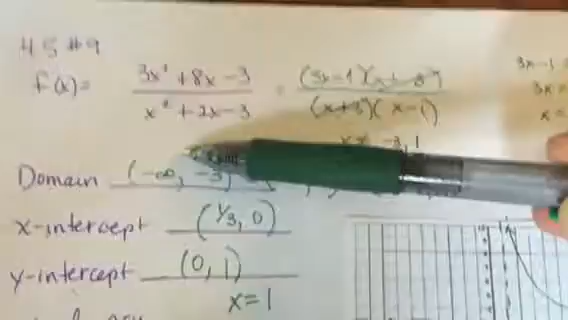 4.5 #9
f(x) = 3x² + 8x - 3 / x² + 2x - 3 = (3x-1)(x+3) / (x+3)(x-1)
3x-1
3x =
x =
x ≠ -3, 1
Domain (-∞, -3)
x-intercept (1/3, 0)
y-intercept (0, 1)
x=1